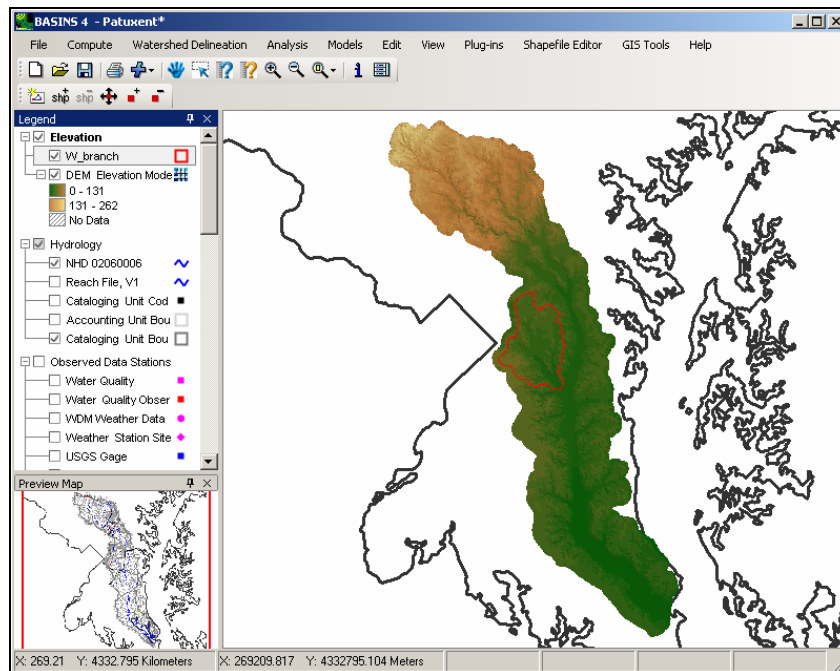 BASINS 4 - Patuxent*
File Compute Watershed Delineation Analysis Models Edit View Plug-ins Shapefile Editor GIS Tools Help
shp shp
Legend
Elevation
W_branch
DEM Elevation Mode
0 - 131
131 - 262
No Data
Hydrology
NHD 02060006
Reach File, V1
Cataloging Unit Cod
Accounting Unit Bou
Cataloging Unit Bou
Observed Data Stations
Water Quality
Water Quality Obser
WDM Weather Data
Weather Station Site
USGS Gage
Preview Map
X: 269.21 Y: 4332.795 Kilometers X: 269209.817 Y: 4332795.104 Meters